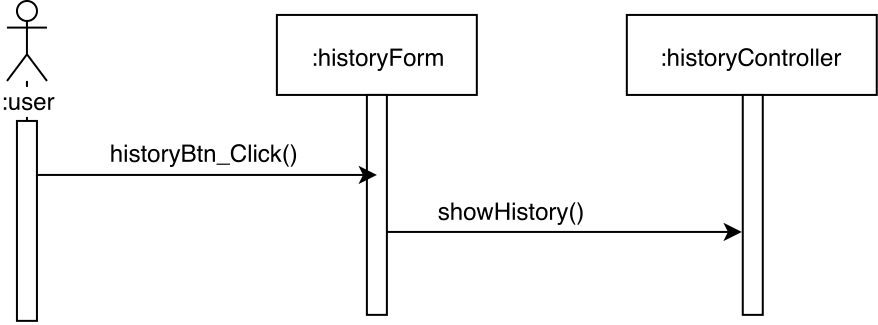 :historyForm
:historyController
:user
historyBtn_Click()
showHistory()